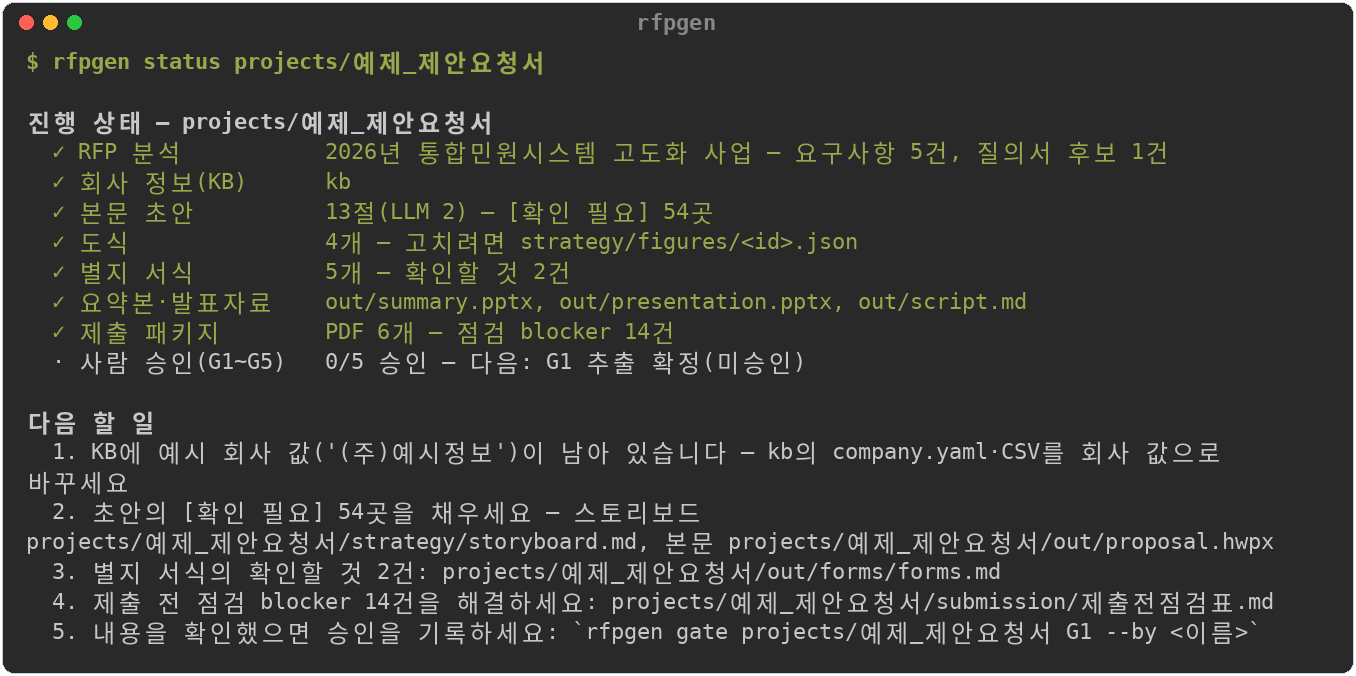 rfpgen
$ rfpgen status projects/예제_제안요청서
진행 상태 — projects/예제_제안요청서
✓ RFP 분석 2026년 통합민원시스템 고도화 사업 — 요구사항 5건, 질의서 후보 1건
✓ 회사 정보(KB) kb
✓ 본문 초안 13절(LLM 2) — [확인 필요] 54곳
✓ 도식 4개 — 고치려면 strategy/figures/<id>.json
✓ 별지 서식 5개 — 확인할 것 2건
✓ 요약본·발표자료 out/summary.pptx, out/presentation.pptx, out/script.md
✓ 제출 패키지 PDF 6개 — 점검 blocker 14건
· 사람 승인(G1~G5) 0/5 승인 — 다음: G1 추출 확정(미승인)
다음 할 일
1. KB에 예시 회사 값('(주)예시정보')이 남아 있습니다 — kb의 company.yaml·CSV를 회사 값으로
바꾸세요
2. 초안의 [확인 필요] 54곳을 채우세요 — 스토리보드
projects/예제_제안요청서/strategy/storyboard.md, 본문 projects/예제_제안요청서/out/proposal.hwpx
3. 별지 서식의 확인할 것 2건: projects/예제_제안요청서/out/forms/forms.md
4. 제출 전 점검 blocker 14건을 해결하세요: projects/예제_제안요청서/submission/제출전점검표.md
5. 내용을 확인했으면 승인을 기록하세요: `rfpgen gate projects/예제_제안요청서 G1 --by <이름>`